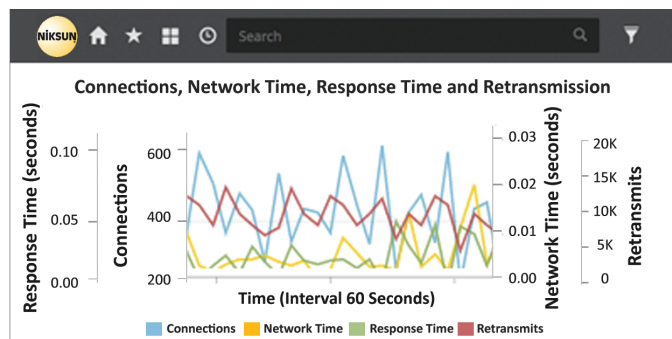 NIKSUN
Search
Connections, Network Time, Response Time and Retransmission
Response Time (seconds)
0.10
0.05
0.00
Connections
600
400
200
0.03
0.02
0.01
0.00
Network Time (seconds)
20K
15K
10K
5K
0
Retransmits
Time (Interval 60 Seconds)
Connections Network Time Response Time Retransmits